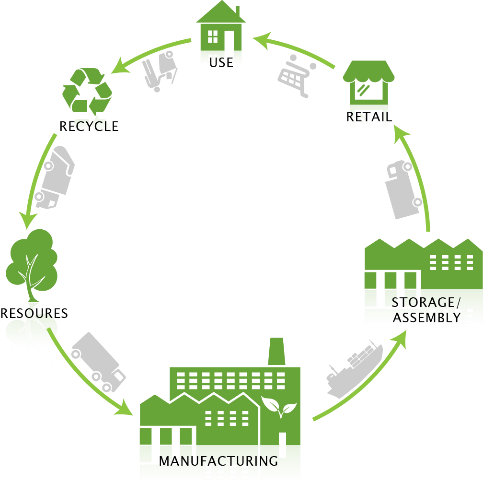 USE
RETAIL
RECYCLE
STORAGE/
ASSEMBLY
RESOURES
MANUFACTURING